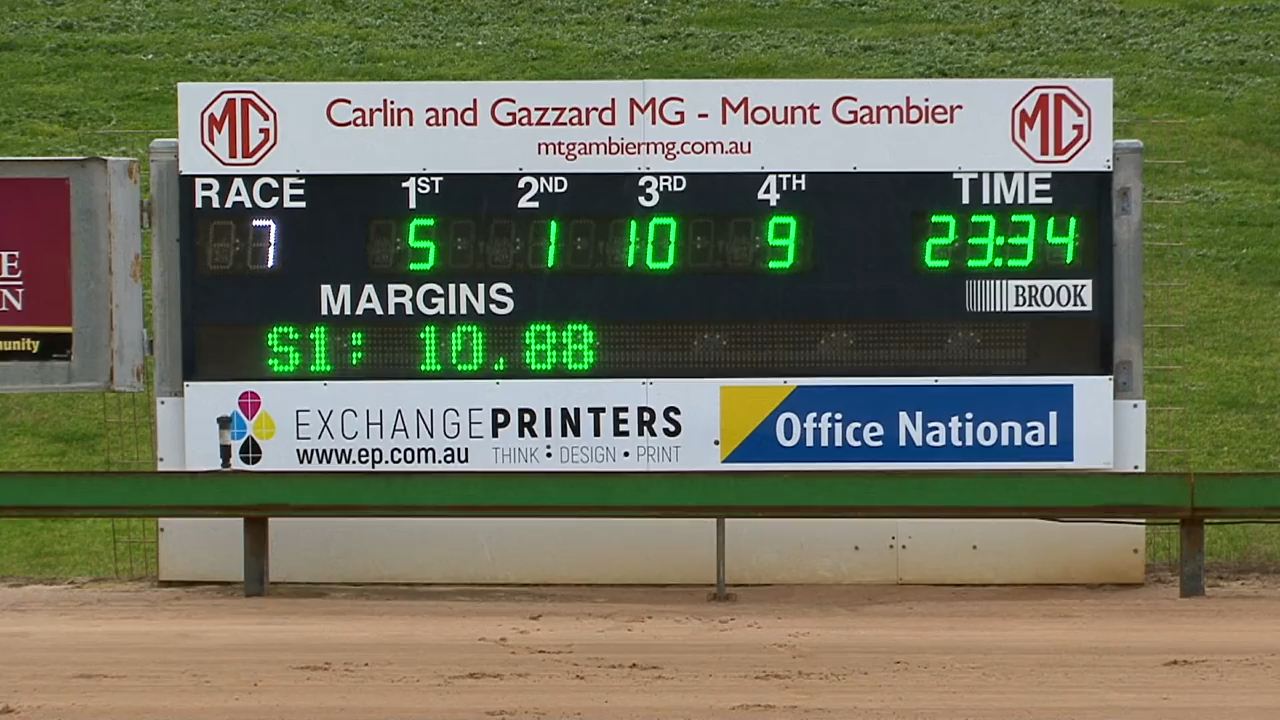 MG Carlin and Gazzard MG - Mount Gambier MG
mtgambiermg.com.au
RACE 1ST 2ND 3RD 4TH TIME
7 5 1 10 9 23:34
MARGINS BROOK
S1: 10.88
EXCHANGEPRINTERS
www.ep.com.au THINK • DESIGN • PRINT
Office National
E
N
unity